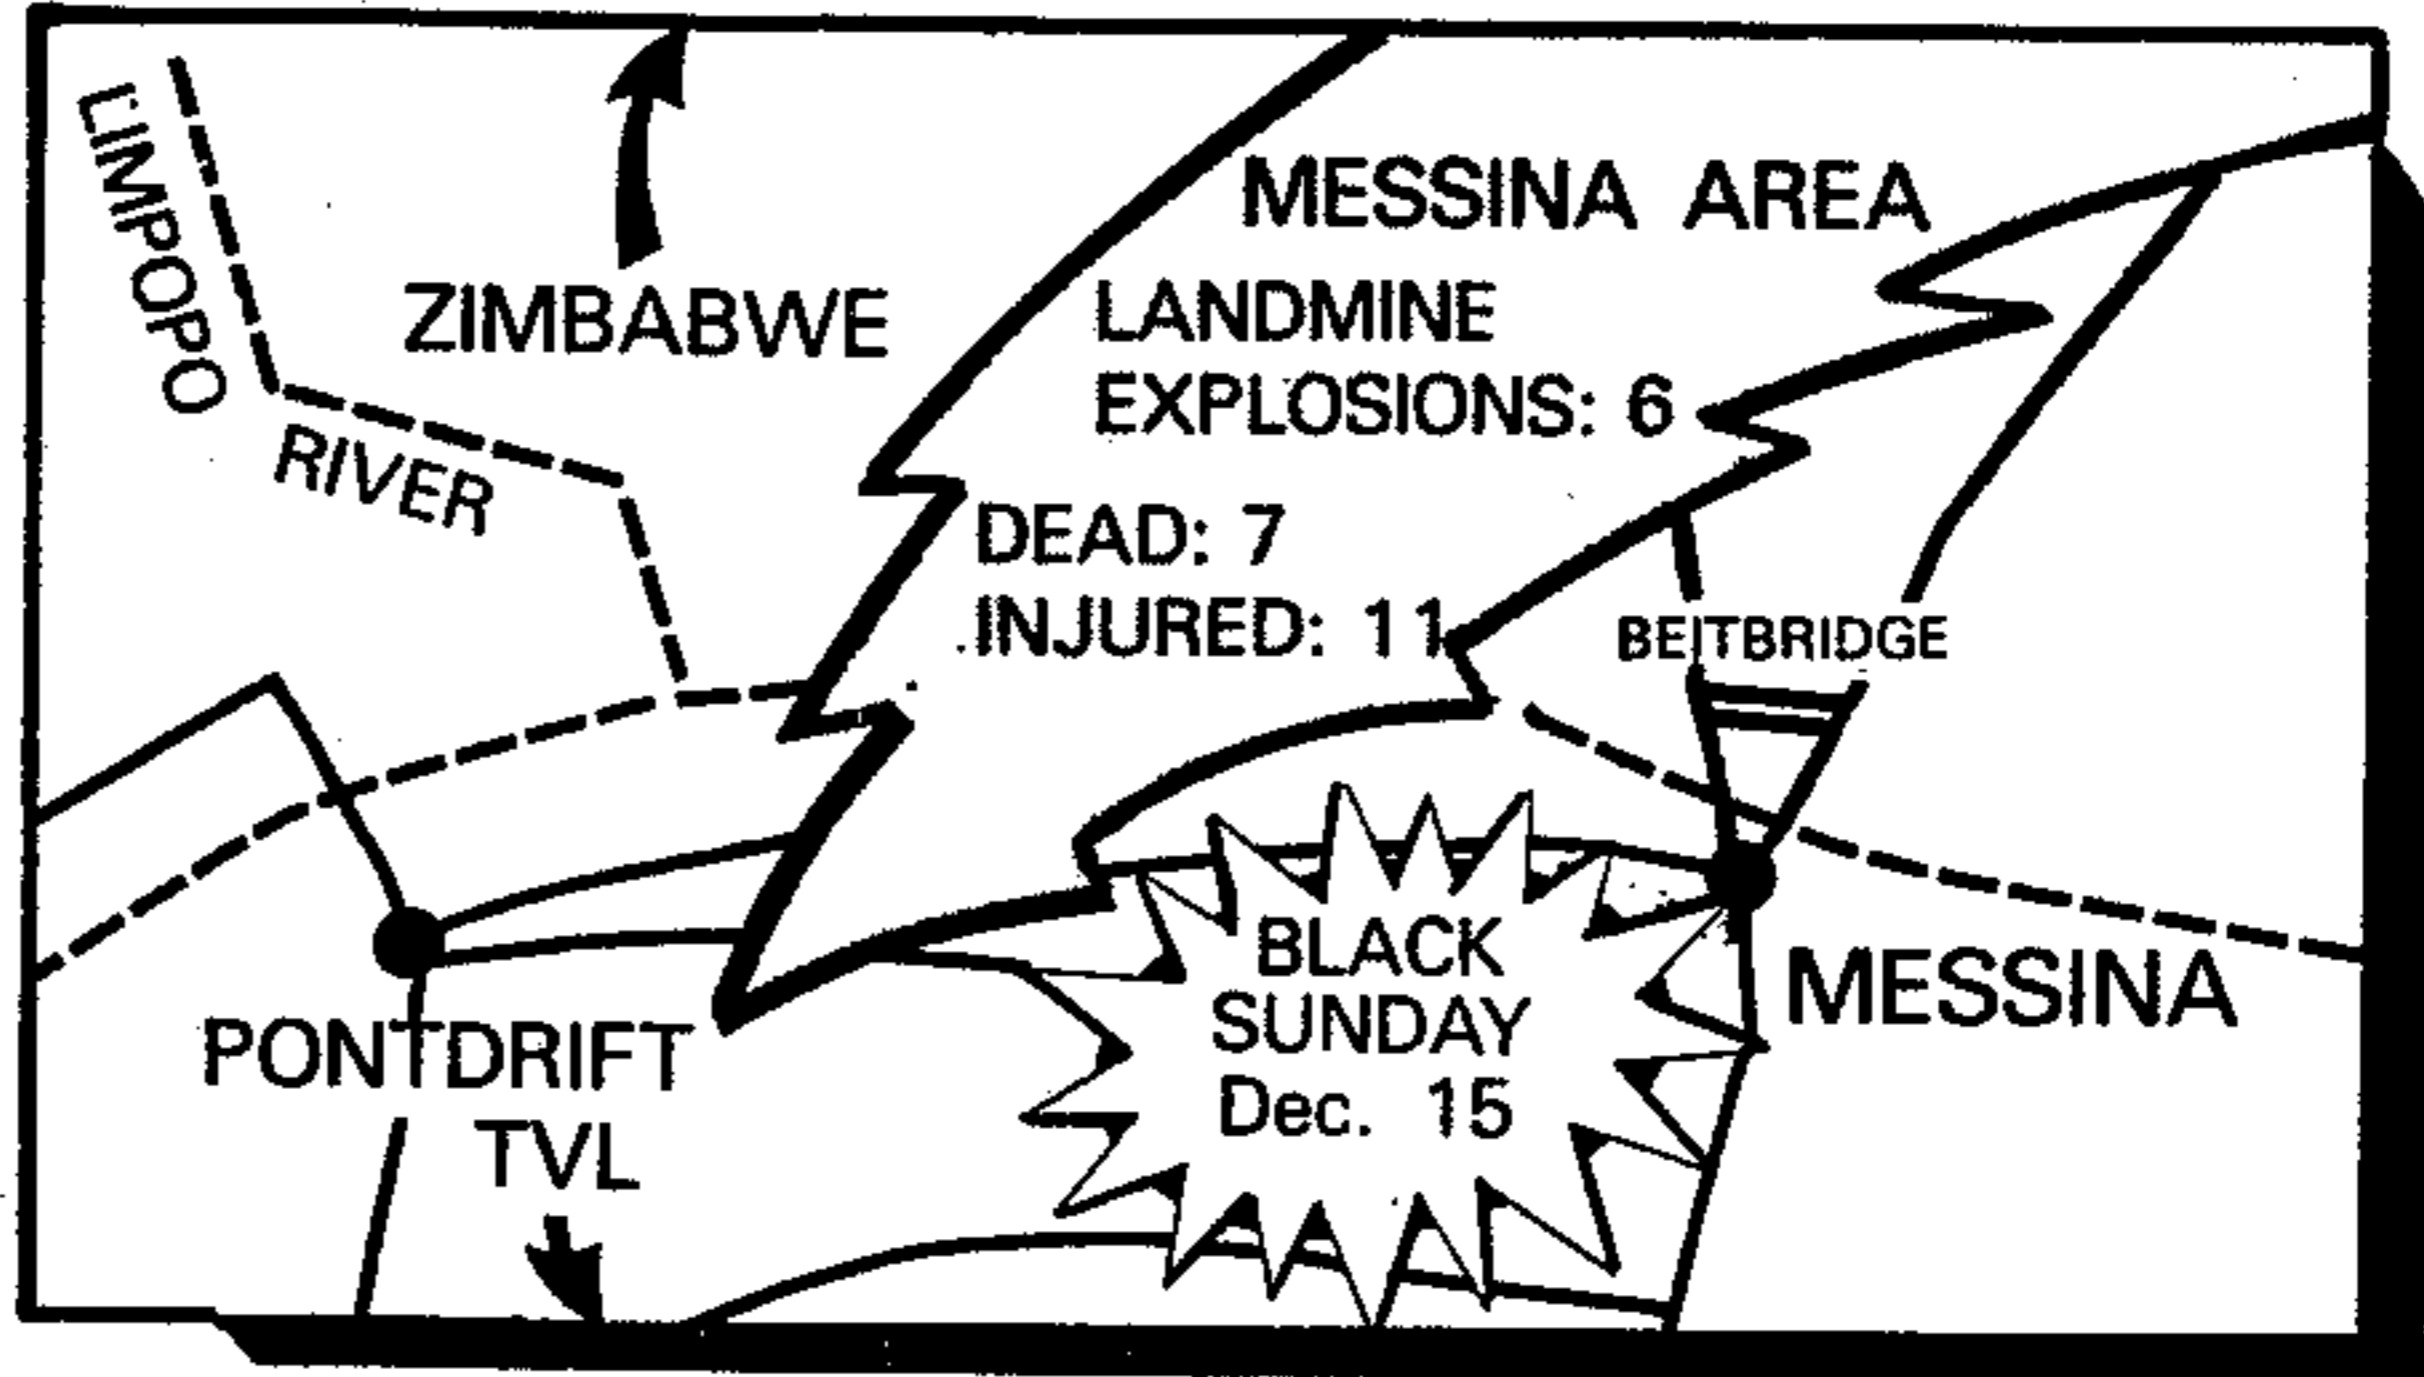 LIMPOPO
RIVER
ZIMBABWE
MESSINA AREA
LANDMINE
EXPLOSIONS: 6
DEAD: 7
INJURED: 11
BEITBRIDGE
BLACK
SUNDAY
Dec. 15
MESSINA
PONTDRIFT
TVL